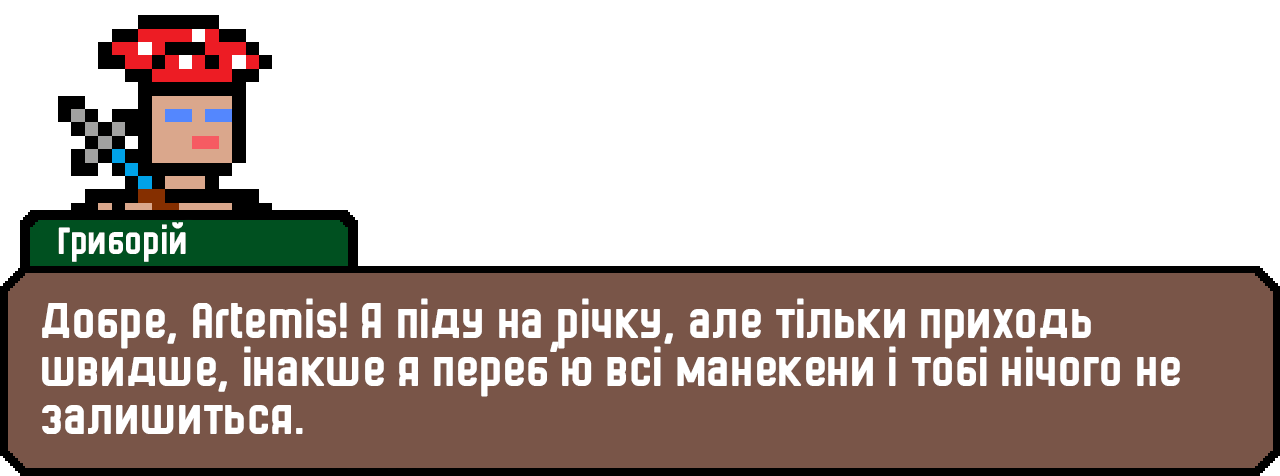 Гриборій
Добре, Artemis! Я піду на річку, але тільки приходь
швидше, інакше я переб'ю всі манекени і тобі нічого не
залишиться.